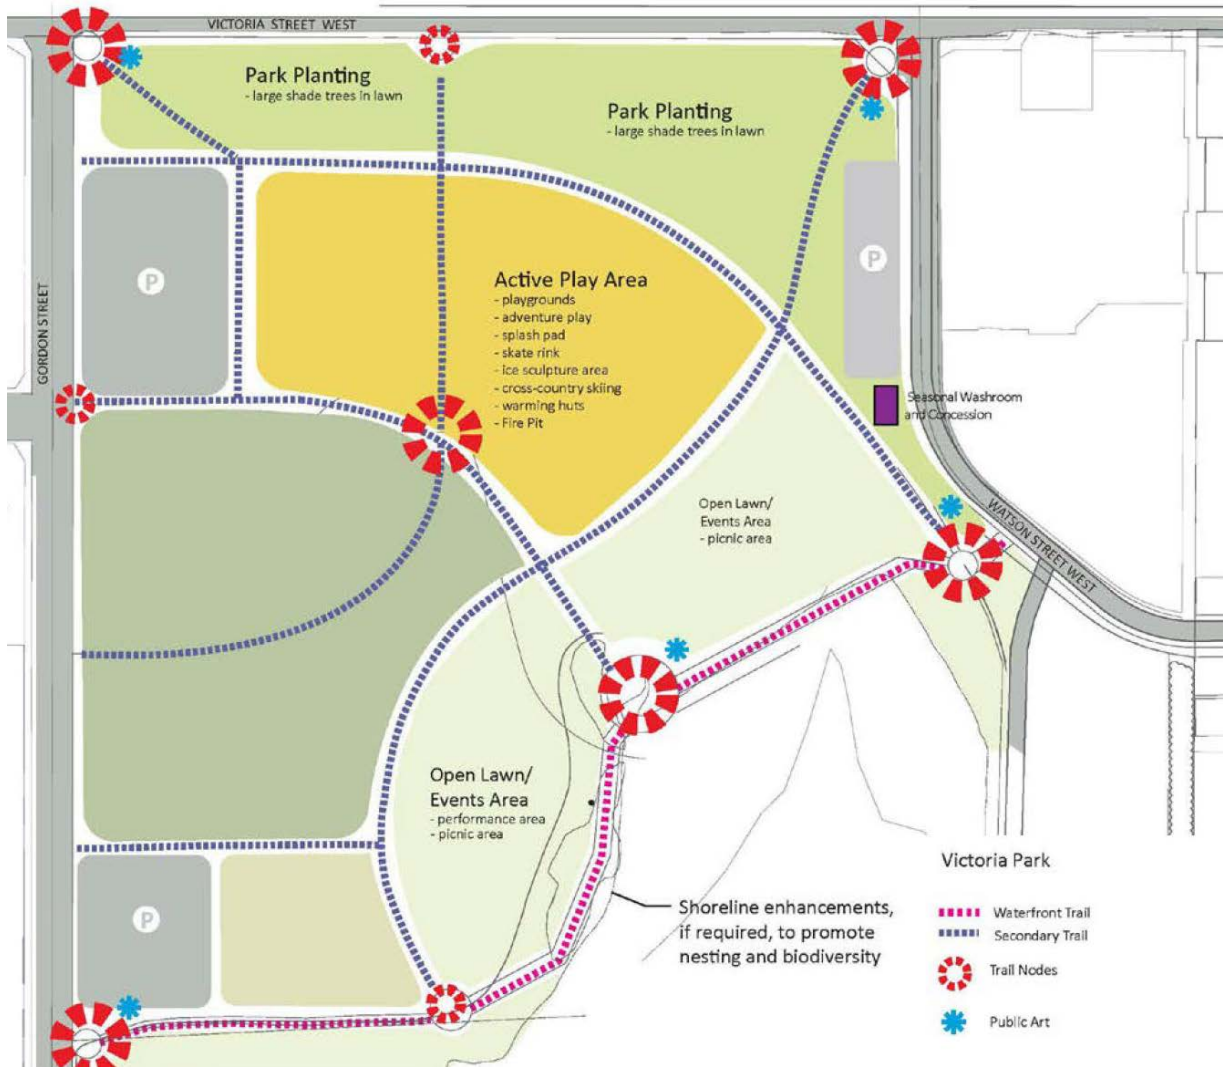 VICTORIA STREET WEST
Park Planting
- large shade trees in lawn
Park Planting
- large shade trees in lawn
P
P
GORDON STREET
Active Play Area
- playgrounds
- adventure play
- splash pad
- skate rink
- ice sculpture area
- cross-country skiing
- warming huts
- Fire Pit
Seasonal Washroom
and Concession
Open Lawn/
Events Area
- picnic area
WATSON STREET WEST
Open Lawn/
Events Area
- performance area
- picnic area
P
Shoreline enhancements,
if required, to promote
nesting and biodiversity
Victoria Park
Waterfront Trail
Secondary Trail
Trail Nodes
Public Art